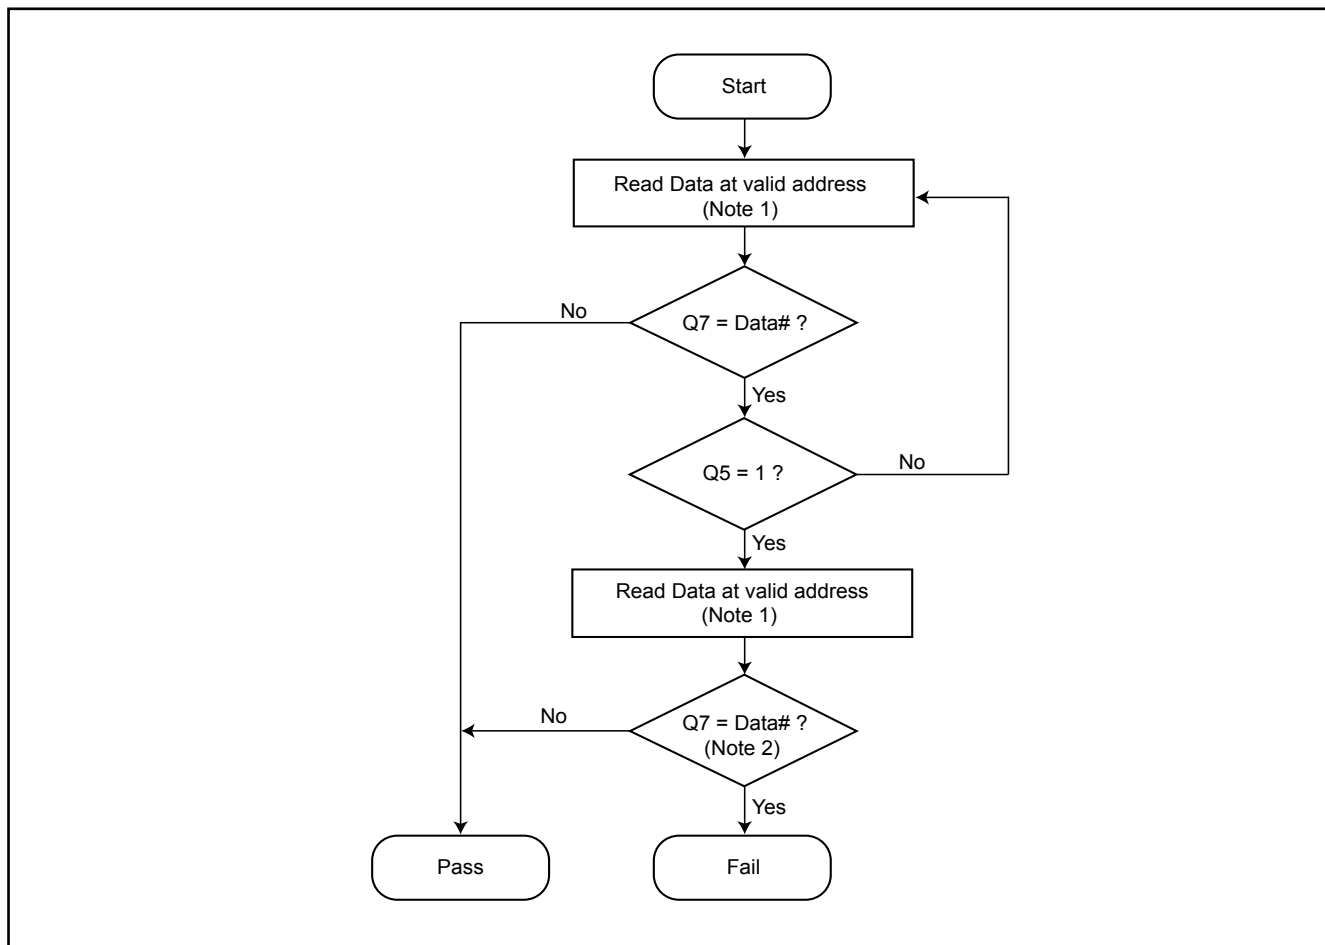 Start
Read Data at valid address
(Note 1)
No
Q7 = Data# ?
Yes
Q5 = 1 ?
No
Yes
Read Data at valid address
(Note 1)
No
Q7 = Data# ?
(Note 2)
Yes
Pass
Fail